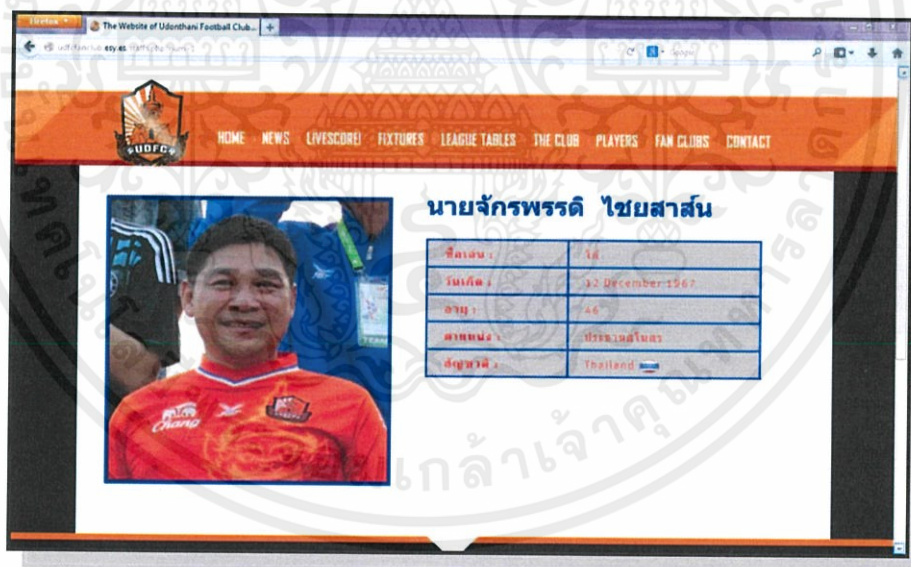 Firefox
The Website of Udonthani Football Club...
HOME NEWS LIVESCORE! FIXTURES LEAGUE TABLES THE CLUB PLAYERS FAN CLUBS CONTACT
UDFC
นายจักรพรรดิ ไชยสาส์น
ชื่อเล่น :
วันเกิด : 12 December 1967
อายุ : 46
ตำแหน่ง : ประธานสโมสร
สัญชาติ : Thailand
Chang
TEAM